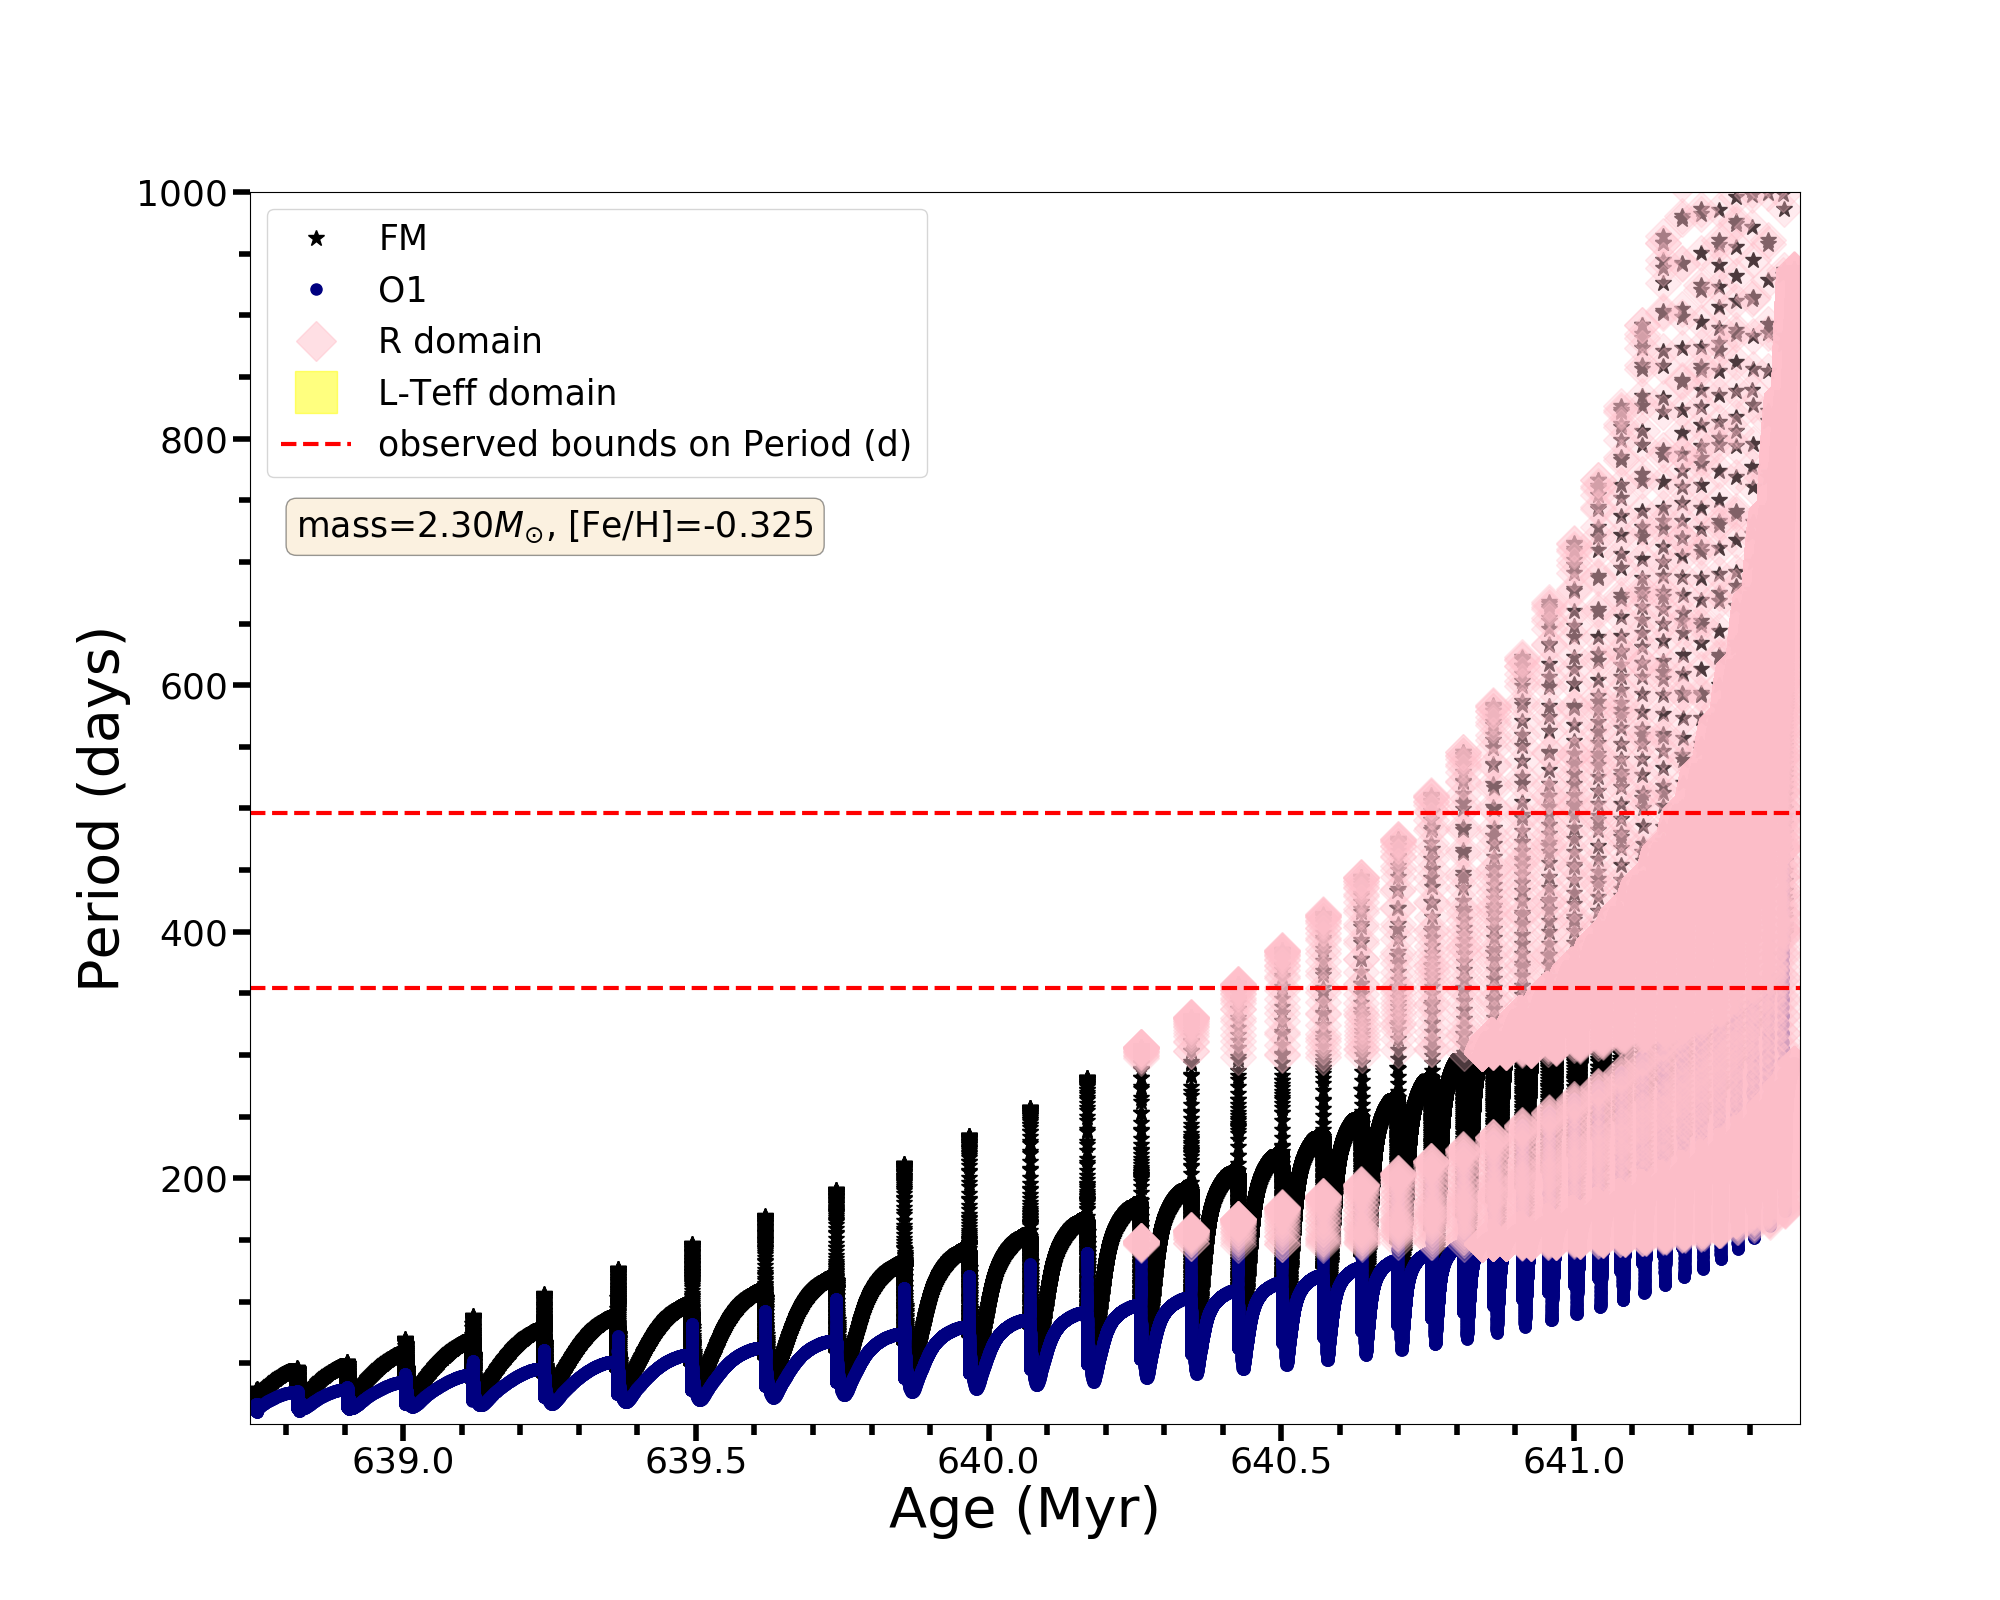 1000
800
600
400
200
Period (days)
FM
O1
R domain
L-Teff domain
observed bounds on Period (d)
mass=2.30M☉, [Fe/H]=-0.325
639.0 639.5 640.0 640.5 641.0
Age (Myr)